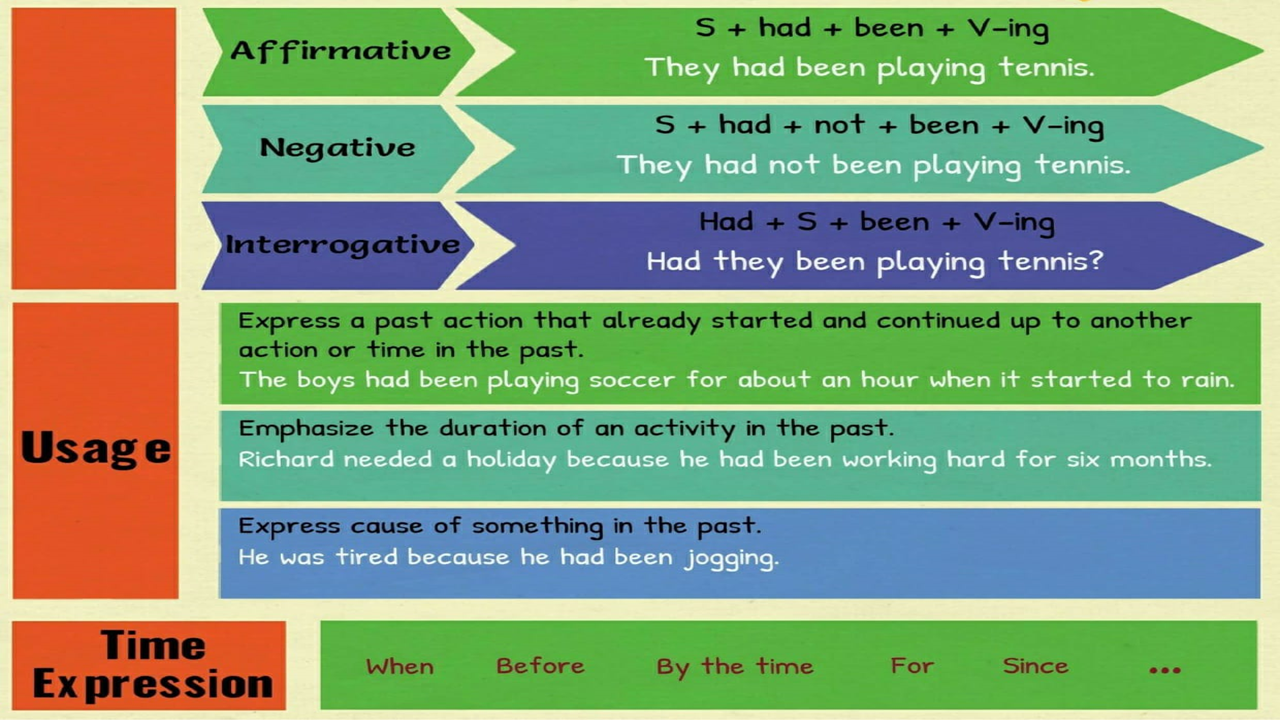 Affirmative
S + had + been + V-ing
They had been playing tennis.
Negative
S + had + not + been + V-ing
They had not been playing tennis.
Interrogative
Had + S + been + V-ing
Had they been playing tennis?
Usage
Express a past action that already started and continued up to another
action or time in the past.
The boys had been playing soccer for about an hour when it started to rain.
Emphasize the duration of an activity in the past.
Richard needed a holiday because he had been working hard for six months.
Express cause of something in the past.
He was tired because he had been jogging.
Time
Expression
When Before By the time For Since ...